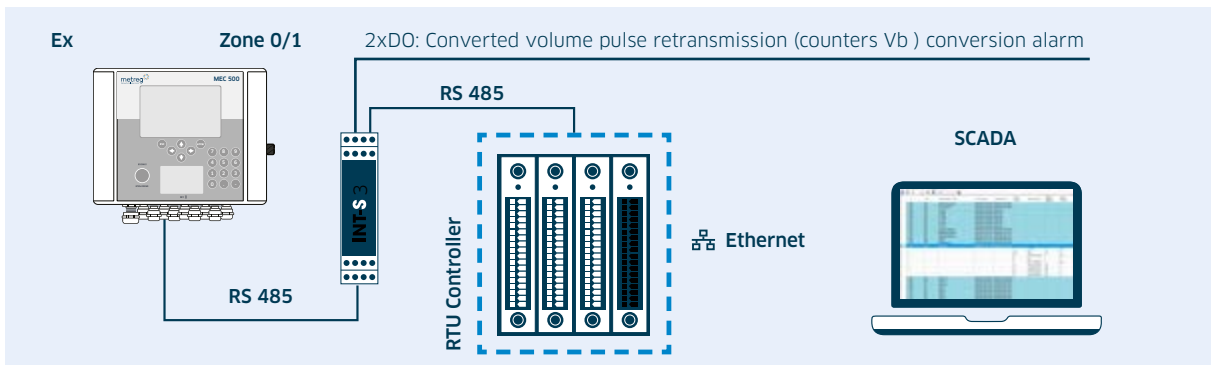 Ex
Zone 0/1
2xDO: Converted volume pulse retransmission (counters Vb ) conversion alarm
metreg
MEC 500
RS 485
SCADA
INT-S 3
RTU Controller
Ethernet
RS 485